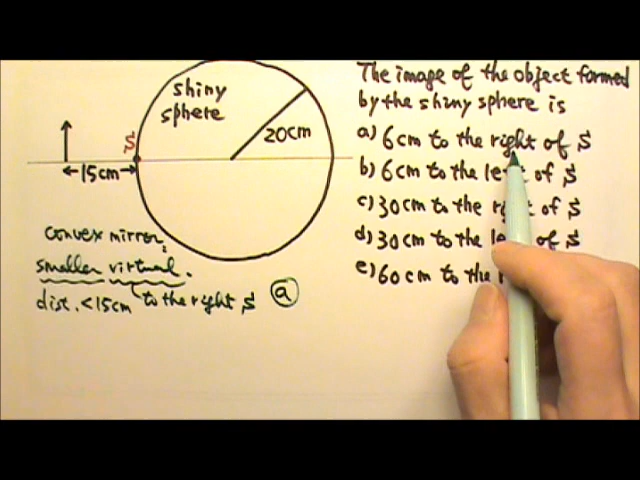 shiny
sphere
20cm
S
15cm
convex mirror:
smaller virtual.
dist. <15cm to the right S
a
The image of the object formed
by the shiny sphere is
a) 6cm to the right of S
b) 6cm to the left of S
c) 30cm to the right of S
d) 30cm to the left of S
e) 60cm to the